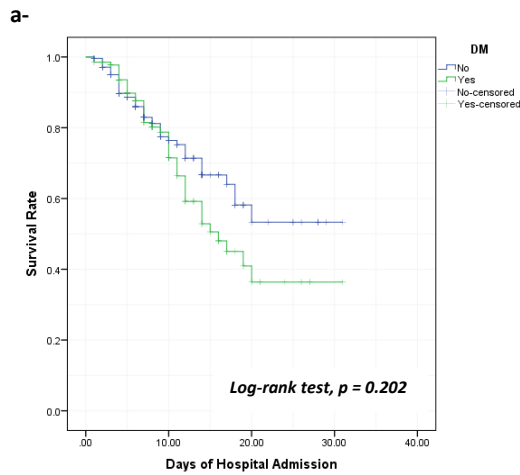 a-
DM
No
Yes
No-censored
Yes-censored
1.0
0.8
0.6
0.4
0.2
0.0
Survival Rate
Log-rank test, p = 0.202
.00 10.00 20.00 30.00 40.00
Days of Hospital Admission